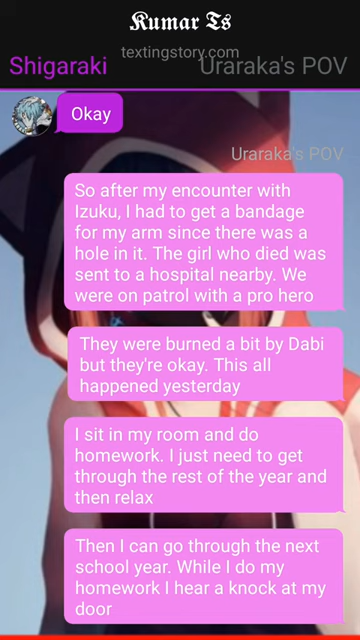 Kumar Ts
textingstory.com
Shigaraki
Uraraka's POV
Okay
Uraraka's POV
So after my encounter with
Izuku, I had to get a bandage
for my arm since there was a
hole in it. The girl who died was
sent to a hospital nearby. We
were on patrol with a pro hero
They were burned a bit by Dabi
but they're okay. This all
happened yesterday
I sit in my room and do
homework. I just need to get
through the rest of the year and
then relax
Then I can go through the next
school year. While I do my
homework I hear a knock at my
door